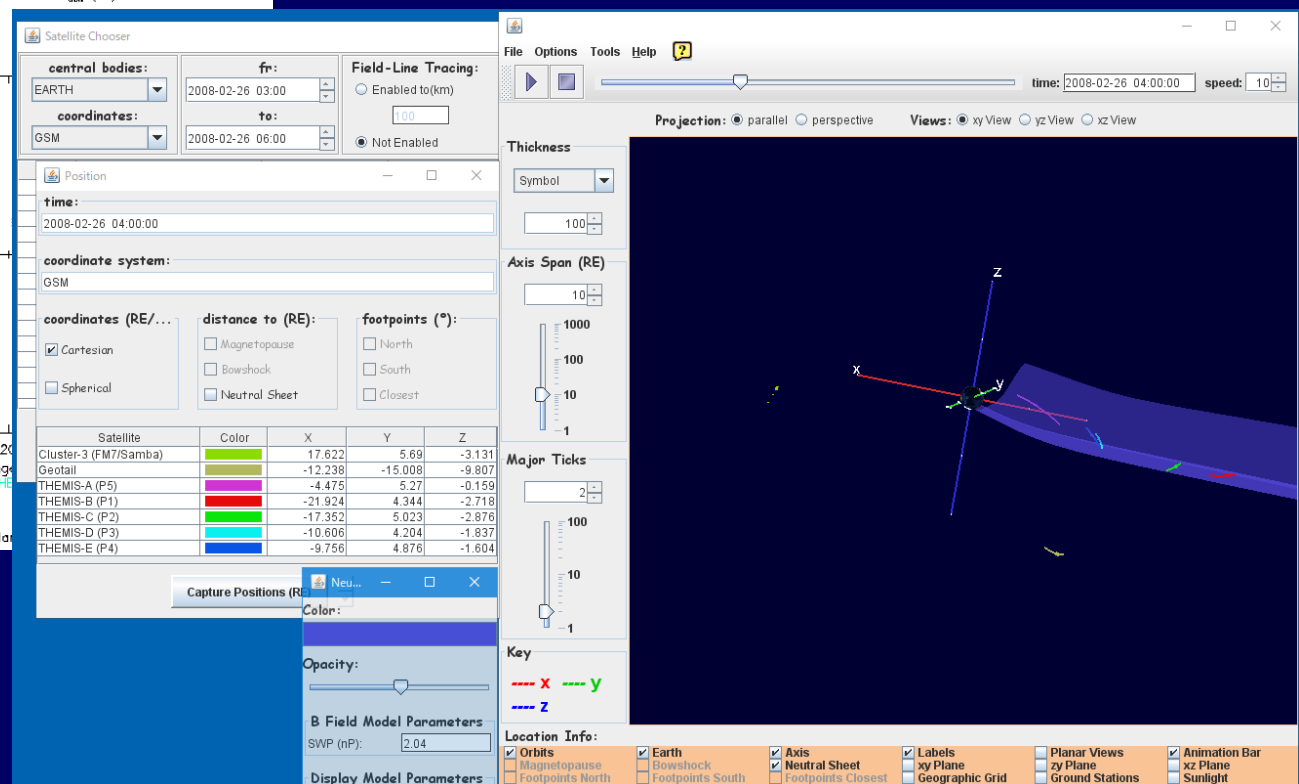 Satellite Chooser
central bodies:
EARTH
coordinates:
GSM
fr:
2008-02-26 03:00
to:
2008-02-26 06:00
Field-Line Tracing:
Enabled to(km)
100
Not Enabled
Position
time:
2008-02-26 04:00:00
coordinate system:
GSM
coordinates (RE/...
Cartesian
Spherical
distance to (RE):
Magnetopause
Bowshock
Neutral Sheet
footpoints (°):
North
South
Closest
Satellite Color X Y Z
Cluster-3 (FM7/Samba) 17.622 5.69 -3.131
Geotail -12.238 -15.008 -9.807
THEMIS-A (P5) -4.475 5.27 -0.159
THEMIS-B (P1) -21.924 4.344 -2.718
THEMIS-C (P2) -17.352 5.023 -2.876
THEMIS-D (P3) -10.606 4.204 -1.837
THEMIS-E (P4) -9.756 4.876 -1.604
Capture Positions (RE
Neu...
Color:
Opacity:
B Field Model Parameters
SWP (nP): 2.04
Display Model Parameters
File Options Tools Help ?
time: 2008-02-26 04:00:00 speed: 10
Projection: parallel perspective Views: xy View yz View xz View
Thickness
Symbol
100
Axis Span (RE)
10
1000
100
10
1
Major Ticks
2
100
10
1
Key
---- x ---- y
---- z
z
x
y
Location Info:
Orbits Earth Axis Labels Planar Views Animation Bar
Magnetopause Bowshock Neutral Sheet xy Plane zy Plane xz Plane
Footpoints North Footpoints South Footpoints Closest Geographic Grid Ground Stations Sunlight